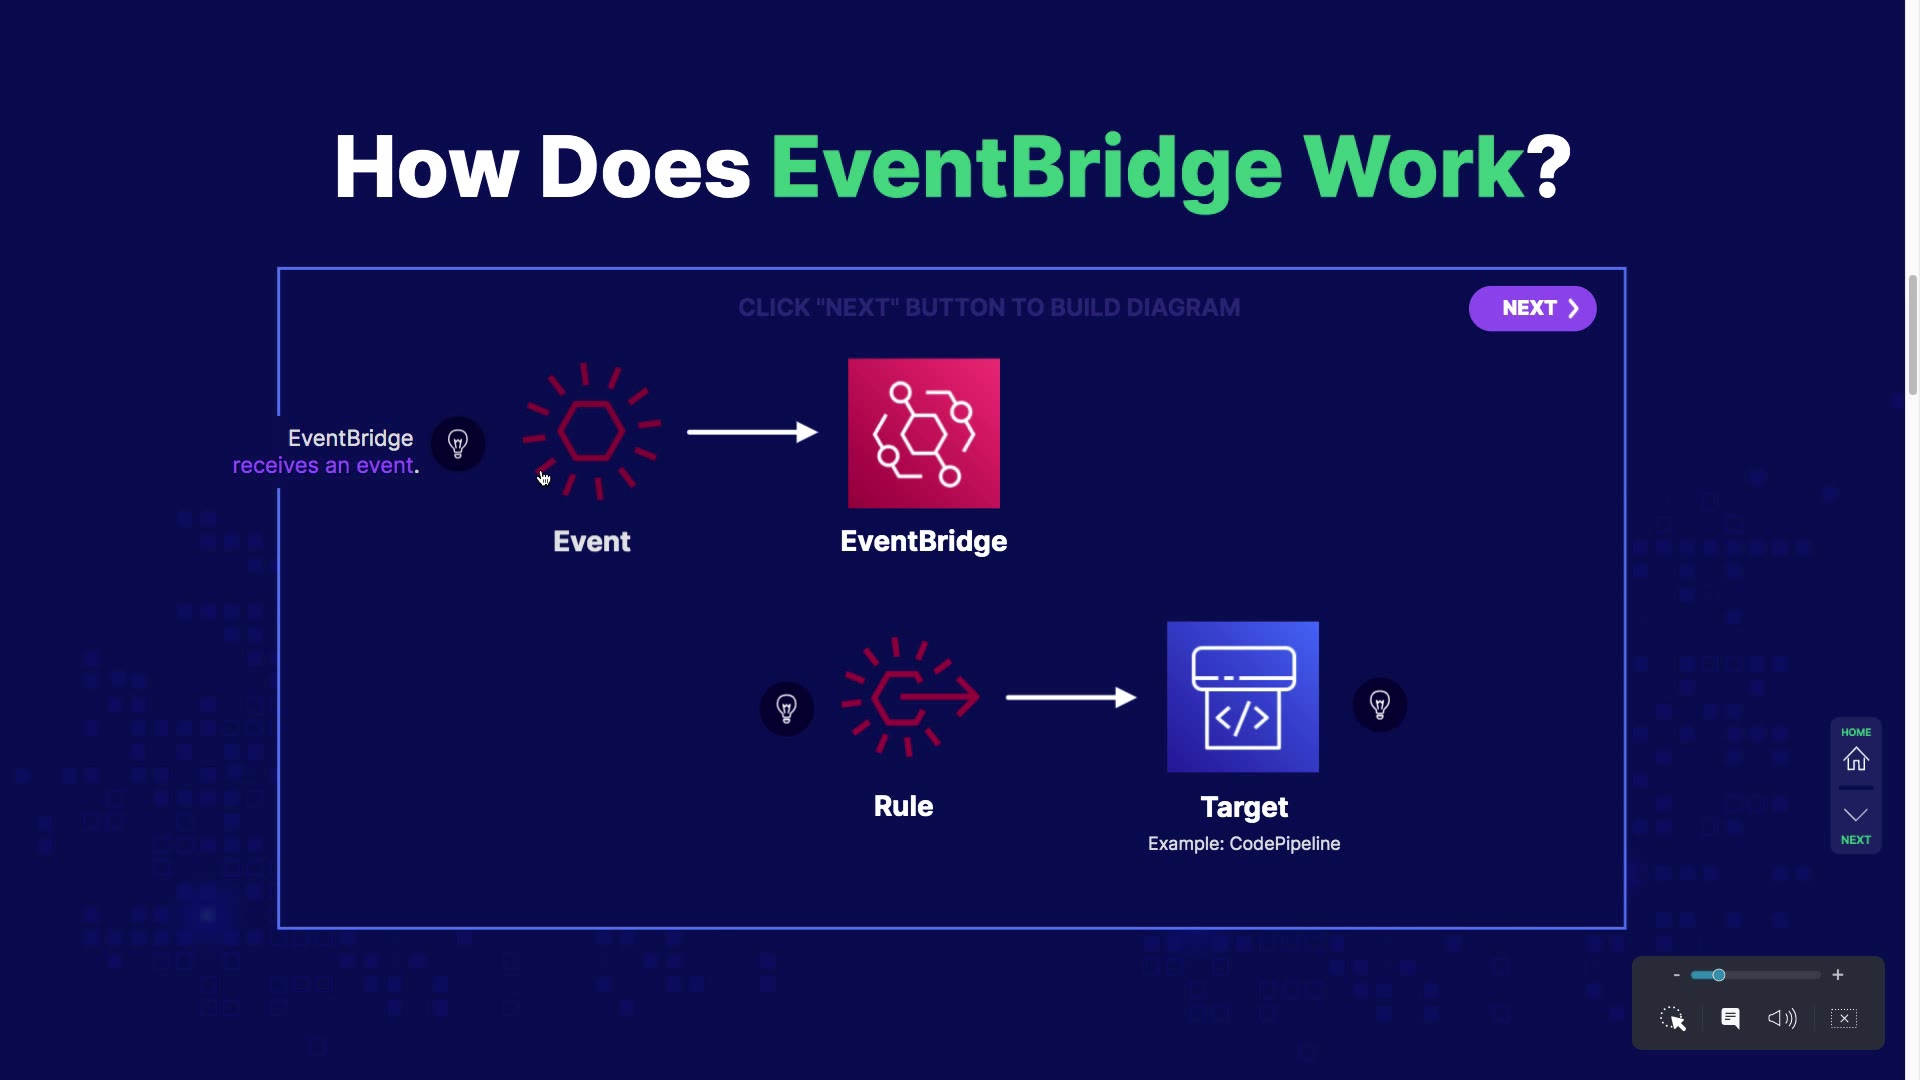 How Does EventBridge Work?
CLICK "NEXT" BUTTON TO BUILD DIAGRAM
NEXT
EventBridge
receives an event.
Event
EventBridge
Rule
Target
Example: CodePipeline
HOME
NEXT
- +